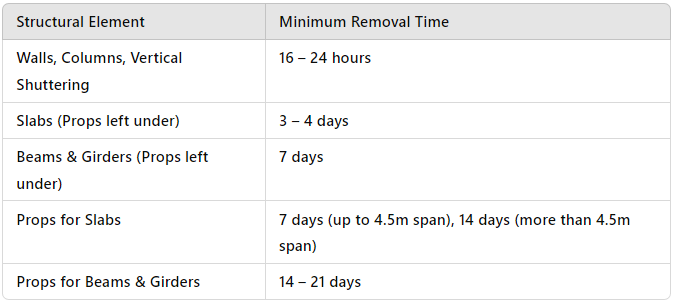 Structural Element
Minimum Removal Time
Walls, Columns, Vertical
Shuttering
16 – 24 hours
Slabs (Props left under)
3 – 4 days
Beams & Girders (Props left
under)
7 days
Props for Slabs
7 days (up to 4.5m span), 14 days (more than 4.5m
span)
Props for Beams & Girders
14 – 21 days